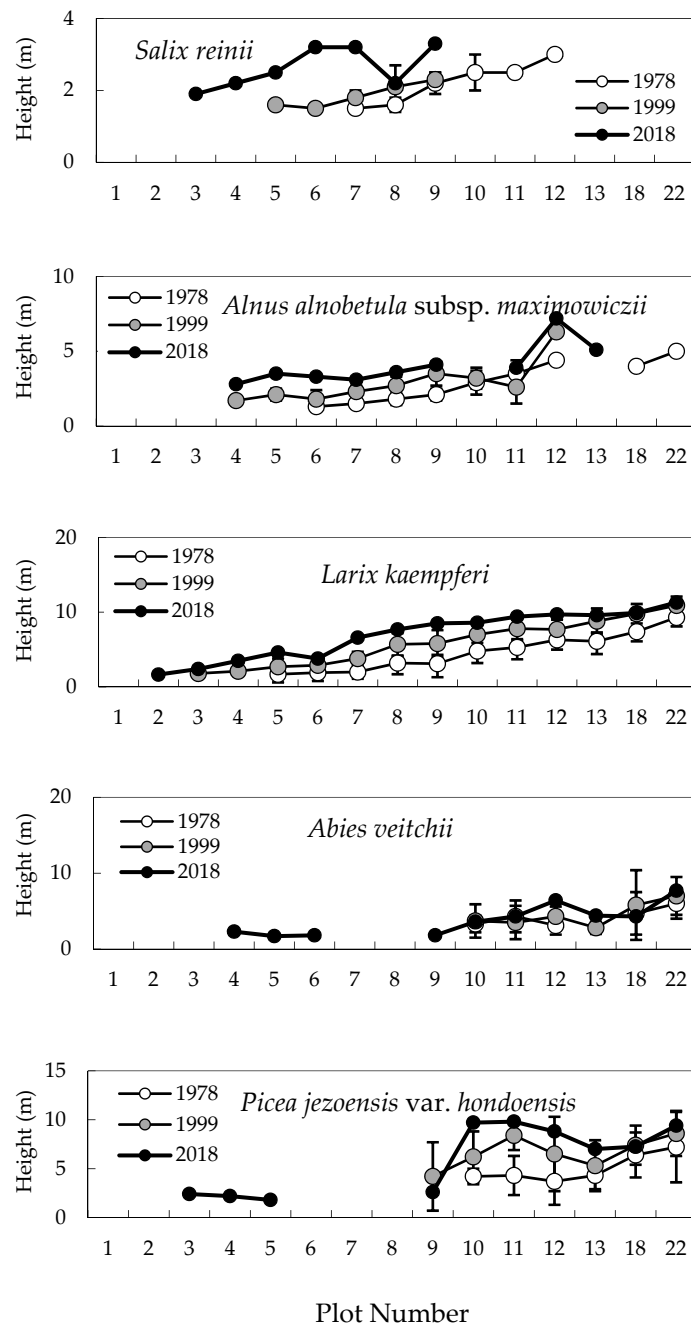 Salix reinii
Height (m)
4
2
0
1978
1999
2018
1 2 3 4 5 6 7 8 9 10 11 12 13 18 22
Alnus alnobetula subsp. maximowiczii
Height (m)
10
5
0
1978
1999
2018
1 2 3 4 5 6 7 8 9 10 11 12 13 18 22
Larix kaempferi
Height (m)
20
10
0
1978
1999
2018
1 2 3 4 5 6 7 8 9 10 11 12 13 18 22
Abies veitchii
Height (m)
20
10
0
1978
1999
2018
1 2 3 4 5 6 7 8 9 10 11 12 13 18 22
Picea jezoensis var. hondoensis
Height (m)
15
10
5
0
1978
1999
2018
1 2 3 4 5 6 7 8 9 10 11 12 13 18 22
Plot Number